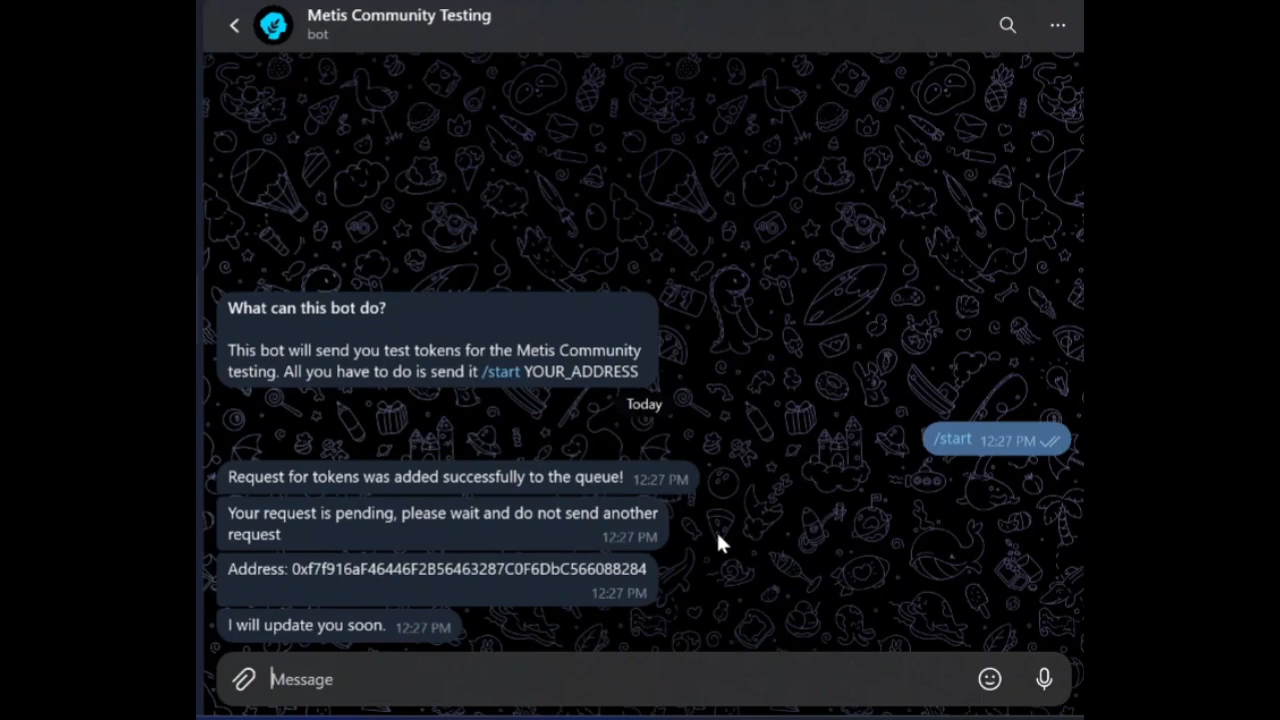 Metis Community Testing
bot
What can this bot do?
This bot will send you test tokens for the Metis Community
testing. All you have to do is send it /start YOUR_ADDRESS
Today
/start 12:27 PM
Request for tokens was added successfully to the queue! 12:27 PM
Your request is pending, please wait and do not send another
request 12:27 PM
Address: 0xf7f916aF46446F2B56463287C0F6DbC566088284
12:27 PM
I will update you soon. 12:27 PM
Message